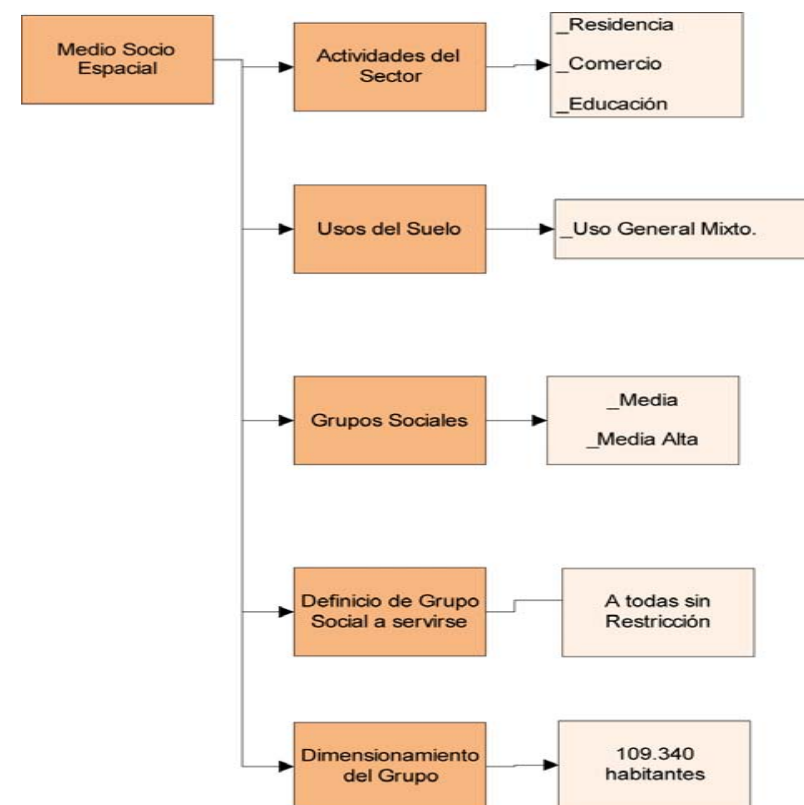 Medio Socio
Espacial
Actividades del
Sector
_Residencia
_Comercio
_Educación
Usos del Suelo
_Uso General Mixto.
Grupos Sociales
_Media
_Media Alta
Definicio de Grupo
Social a servirse
A todas sin
Restricción
Dimensionamiento
del Grupo
109.340
habitantes